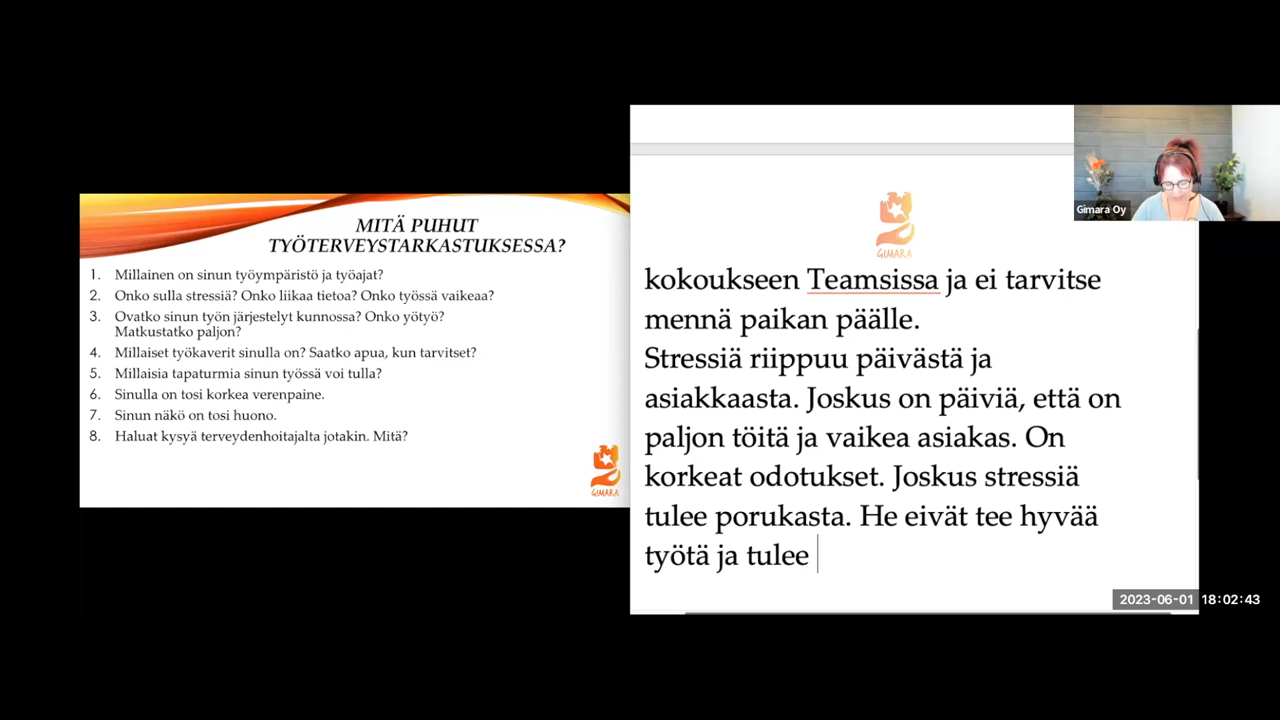 MITÄ PUHUT
TYÖTERVEYSTARKASTUKSESSA?
1. Millainen on sinun työympäristö ja työajat?
2. Onko sulla stressiä? Onko liikaa tietoa? Onko työssä vaikeaa?
3. Ovatko sinun työn järjestelyt kunnossa? Onko yötyö?
Matkustatko paljon?
4. Millaiset työkaverit sinulla on? Saatko apua, kun tarvitset?
5. Millaisia tapaturmia sinun työssä voi tulla?
6. Sinulla on tosi korkea verenpaine.
7. Sinun näkö on tosi huono.
8. Haluat kysyä terveydenhoitajalta jotakin. Mitä?
GIMARA
GIMARA
kokoukseen Teamsissa ja ei tarvitse
mennä paikan päälle.
Stressiä riippuu päivästä ja
asiakkaasta. Joskus on päiviä, että on
paljon töitä ja vaikea asiakas. On
korkeat odotukset. Joskus stressiä
tulee porukasta. He eivät tee hyvää
työtä ja tulee
Gimara Oy
2023-06-01 18:02:43